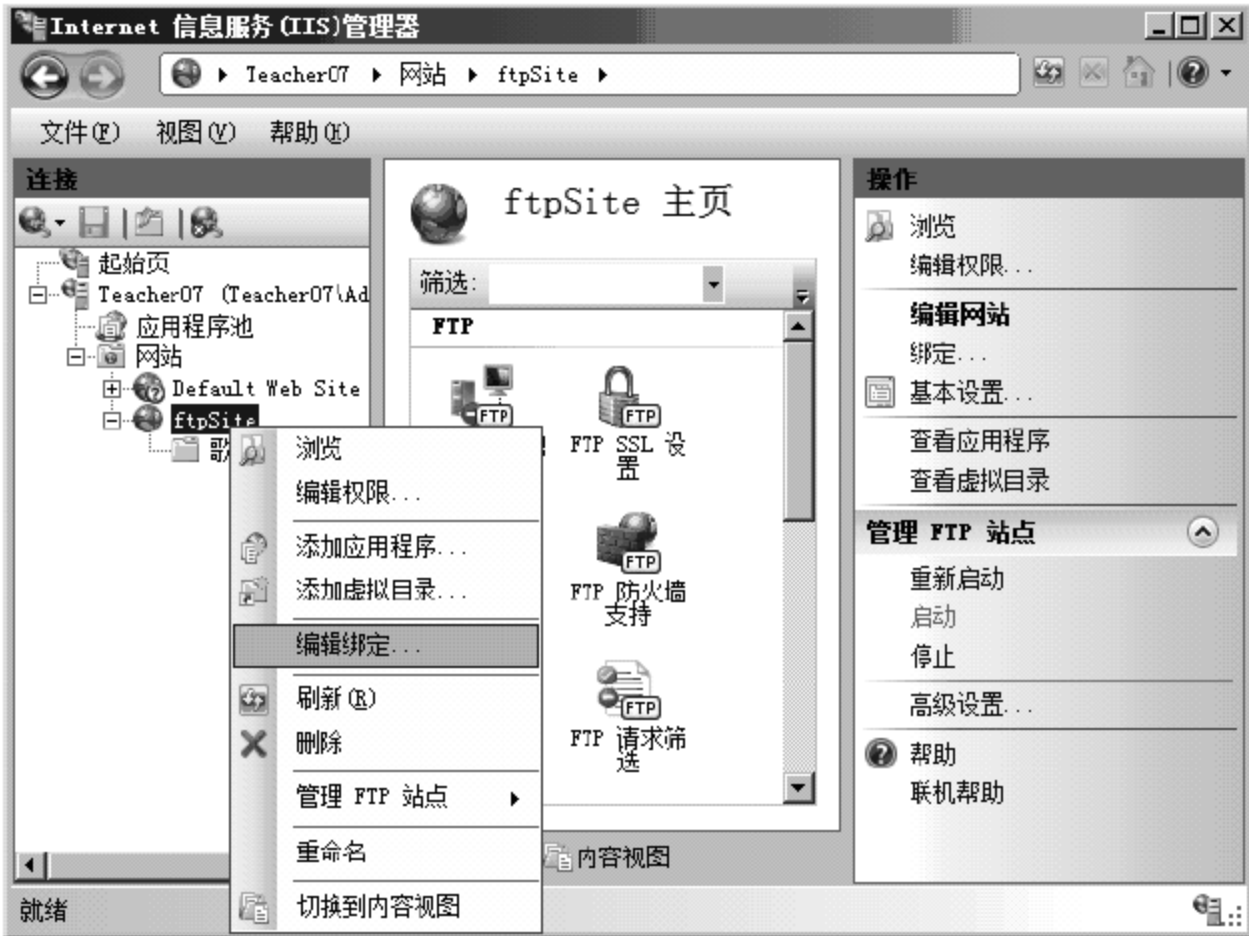 Internet 信息服务(IIS)管理器
Teacher07 网站 ftpSite
文件(F) 视图(V) 帮助(H)
连接
起始页
Teacher07 (Teacher07\Ad
应用程序池
网站
Default Web Site
ftpSite
歌
浏览
编辑权限...
添加应用程序...
添加虚拟目录...
编辑绑定...
刷新(R)
删除
管理 FTP 站点
重命名
切换到内容视图
ftpSite 主页
筛选:
FTP
FTP
FTP
FTP SSL 设
置
FTP
FTP 防火墙
支持
FTP
FTP 请求筛
选
内容视图
操作
浏览
编辑权限...
编辑网站
绑定...
基本设置...
查看应用程序
查看虚拟目录
管理 FTP 站点
重新启动
启动
停止
高级设置...
帮助
联机帮助
就绪